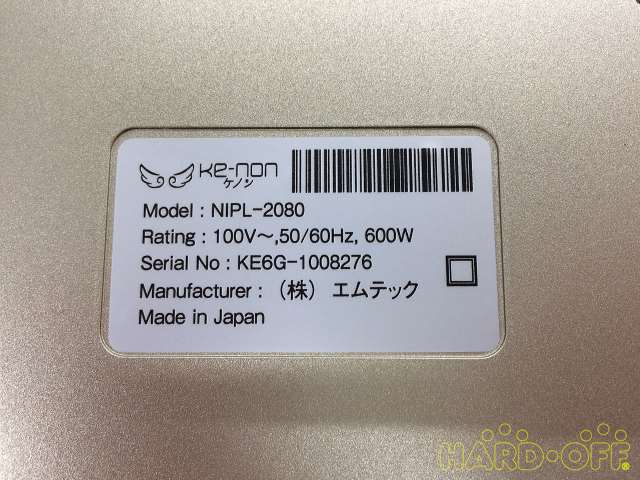 Ke-non
ケノン
Model : NIPL-2080
Rating : 100V～,50/60Hz, 600W
Serial No : KE6G-1008276
Manufacturer : （株） エムテック
Made in Japan
HARD-OFF®